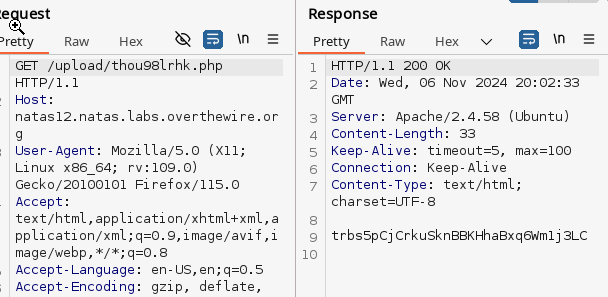 Request
Pretty Raw Hex \n
GET /upload/thou98lrhk.php
HTTP/1.1
Host:
natas12.natas.labs.overthewire.or
g
User-Agent: Mozilla/5.0 (X11;
Linux x86_64; rv:109.0)
Gecko/20100101 Firefox/115.0
Accept:
text/html,application/xhtml+xml,a
pplication/xml;q=0.9,image/avif,i
mage/webp,*/*;q=0.8
Accept-Language: en-US,en;q=0.5
Accept-Encoding: gzip, deflate,
Response
Pretty Raw Hex \n
1 HTTP/1.1 200 OK
2 Date: Wed, 06 Nov 2024 20:02:33
GMT
3 Server: Apache/2.4.58 (Ubuntu)
4 Content-Length: 33
5 Keep-Alive: timeout=5, max=100
6 Connection: Keep-Alive
7 Content-Type: text/html;
charset=UTF-8
8
9 trbs5pCjCrkuSknBBKHhaBxq6Wm1j3LC
10